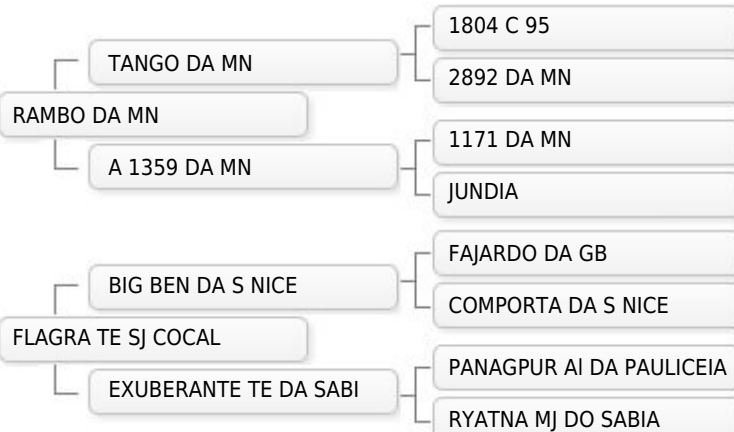 1804 C 95
TANGO DA MN
2892 DA MN
RAMBO DA MN
1171 DA MN
A 1359 DA MN
JUNDIA
FAJARDO DA GB
BIG BEN DA S NICE
COMPORTA DA S NICE
FLAGRA TE SJ COCAL
PANAGPUR Al DA PAULICEIA
EXUBERANTE TE DA SABI
RYATNA MJ DO SABIA